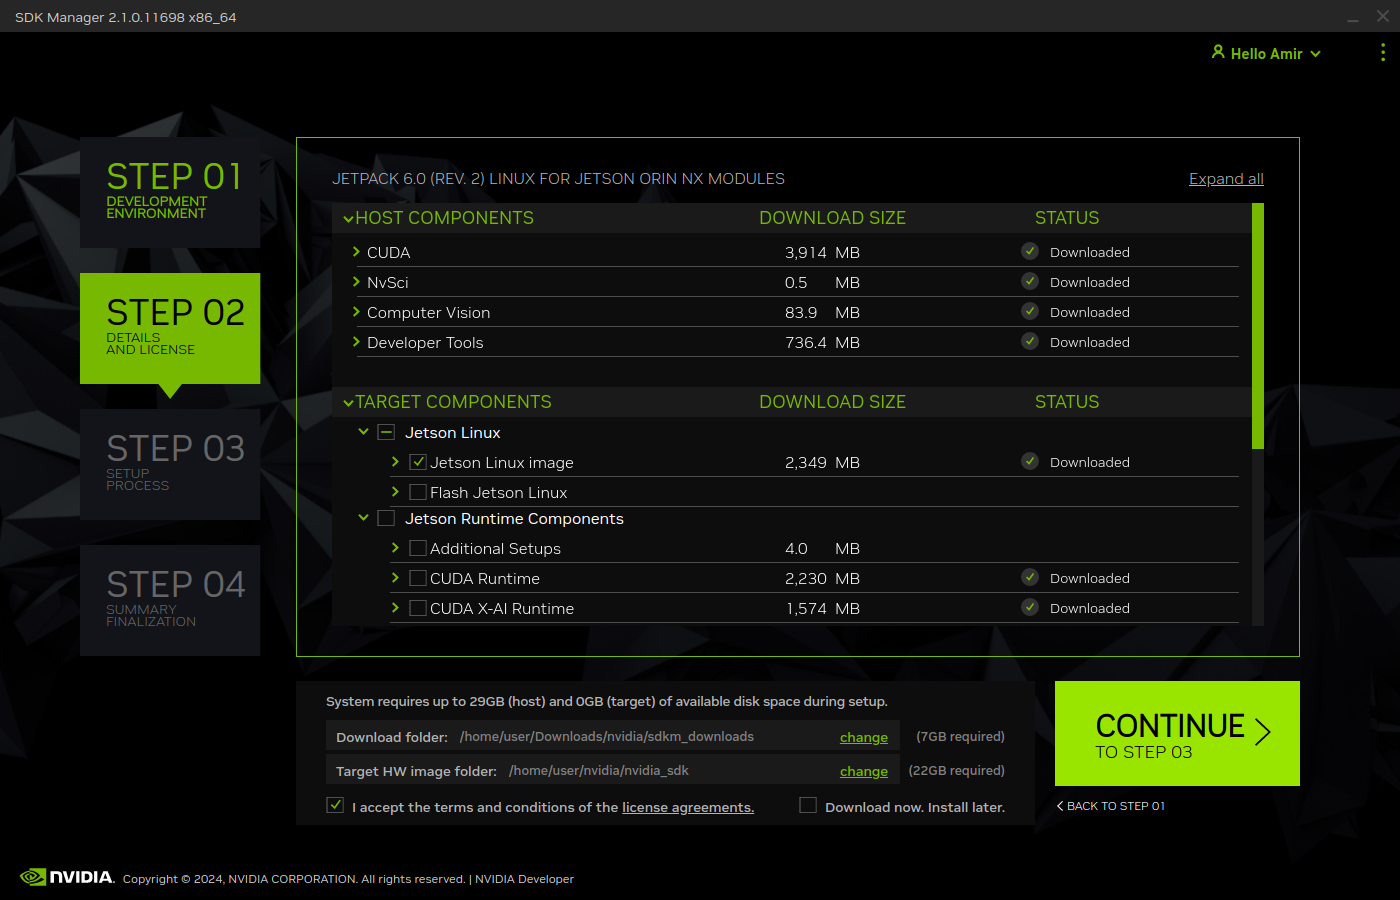 SDK Manager 2.1.0.11698 x86_64
Hello Amir
STEP 01
DEVELOPMENT
ENVIRONMENT
STEP 02
DETAILS
AND LICENSE
STEP 03
SETUP
PROCESS
STEP 04
SUMMARY
FINALIZATION
JETPACK 6.0 (REV. 2) LINUX FOR JETSON ORIN NX MODULES Expand all
HOST COMPONENTS DOWNLOAD SIZE STATUS
CUDA 3,914 MB Downloaded
NvSci 0.5 MB Downloaded
Computer Vision 83.9 MB Downloaded
Developer Tools 736.4 MB Downloaded
TARGET COMPONENTS DOWNLOAD SIZE STATUS
Jetson Linux
Jetson Linux image 2,349 MB Downloaded
Flash Jetson Linux
Jetson Runtime Components
Additional Setups 4.0 MB
CUDA Runtime 2,230 MB Downloaded
CUDA X-AI Runtime 1,574 MB Downloaded
System requires up to 29GB (host) and 0GB (target) of available disk space during setup.
Download folder: /home/user/Downloads/nvidia/sdkm_downloads change (7GB required)
Target HW image folder: /home/user/nvidia/nvidia_sdk change (22GB required)
I accept the terms and conditions of the license agreements. Download now. Install later.
CONTINUE
TO STEP 03
BACK TO STEP 01
NVIDIA. Copyright © 2024, NVIDIA CORPORATION. All rights reserved. | NVIDIA Developer